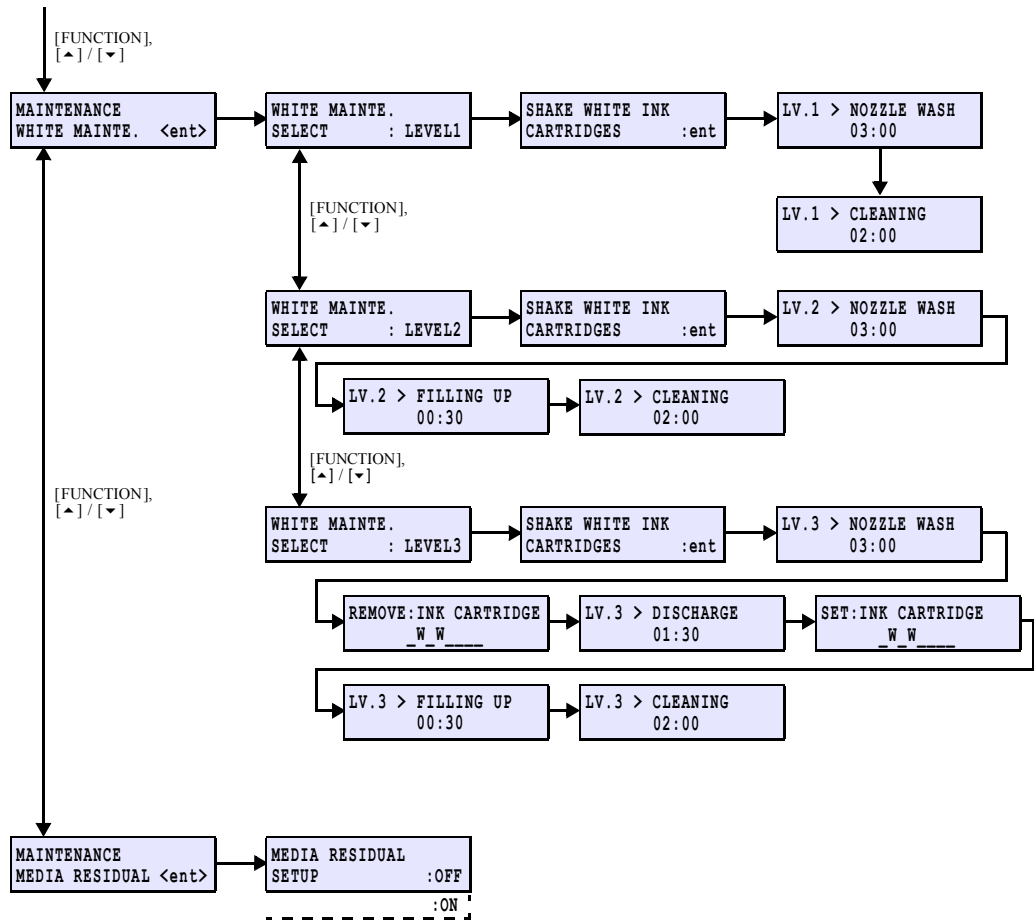 [FUNCTION],
[▲] / [▼]
MAINTENANCE
WHITE MAINTE. <ent>
WHITE MAINTE.
SELECT : LEVEL1
SHAKE WHITE INK
CARTRIDGES :ent
LV.1 > NOZZLE WASH
03:00
LV.1 > CLEANING
02:00
[FUNCTION],
[▲] / [▼]
WHITE MAINTE.
SELECT : LEVEL2
SHAKE WHITE INK
CARTRIDGES :ent
LV.2 > NOZZLE WASH
03:00
LV.2 > FILLING UP
00:30
LV.2 > CLEANING
02:00
[FUNCTION],
[▲] / [▼]
[FUNCTION],
[▲] / [▼]
WHITE MAINTE.
SELECT : LEVEL3
SHAKE WHITE INK
CARTRIDGES :ent
LV.3 > NOZZLE WASH
03:00
REMOVE:INK CARTRIDGE
_W_W____
LV.3 > DISCHARGE
01:30
SET:INK CARTRIDGE
_W_W____
LV.3 > FILLING UP
00:30
LV.3 > CLEANING
02:00
MAINTENANCE
MEDIA RESIDUAL <ent>
MEDIA RESIDUAL
SETUP :OFF
:ON